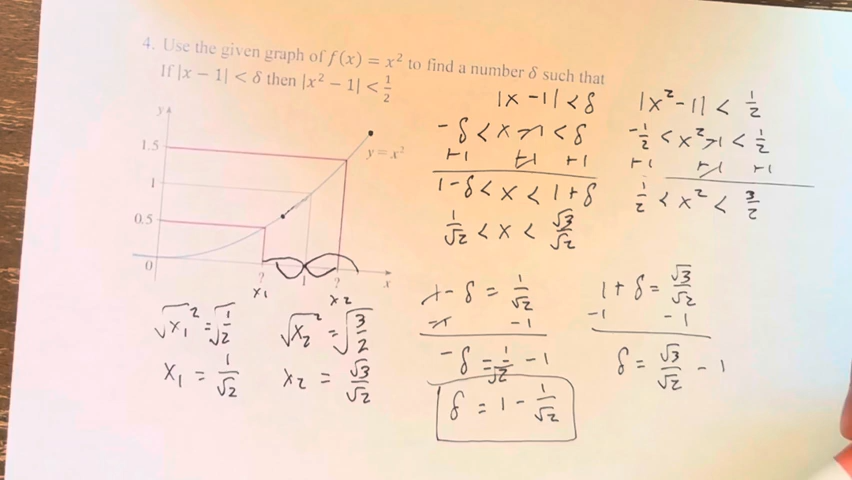 4. Use the given graph of f(x) = x² to find a number δ such that
If |x − 1| < δ then |x² − 1| < 1/2
y
1.5
1
0.5
0
y = x²
?
1
?
x
x₁
x₂
√x₁² = √1/2
x₁ = 1/√2
√x₂² = √3/2
x₂ = √3/√2
|x − 1| < δ
−δ < x − 1 < δ
+1 +1 +1
1 − δ < x < 1 + δ
1/√2 < x < √3/√2
|x² − 1| < 1/2
−1/2 < x² − 1 < 1/2
+1 +1 +1
1/2 < x² < 3/2
1 − δ = 1/√2
−1 −1
−δ = 1/√2 − 1
δ = 1 − 1/√2
1 + δ = √3/√2
−1 −1
δ = √3/√2 − 1